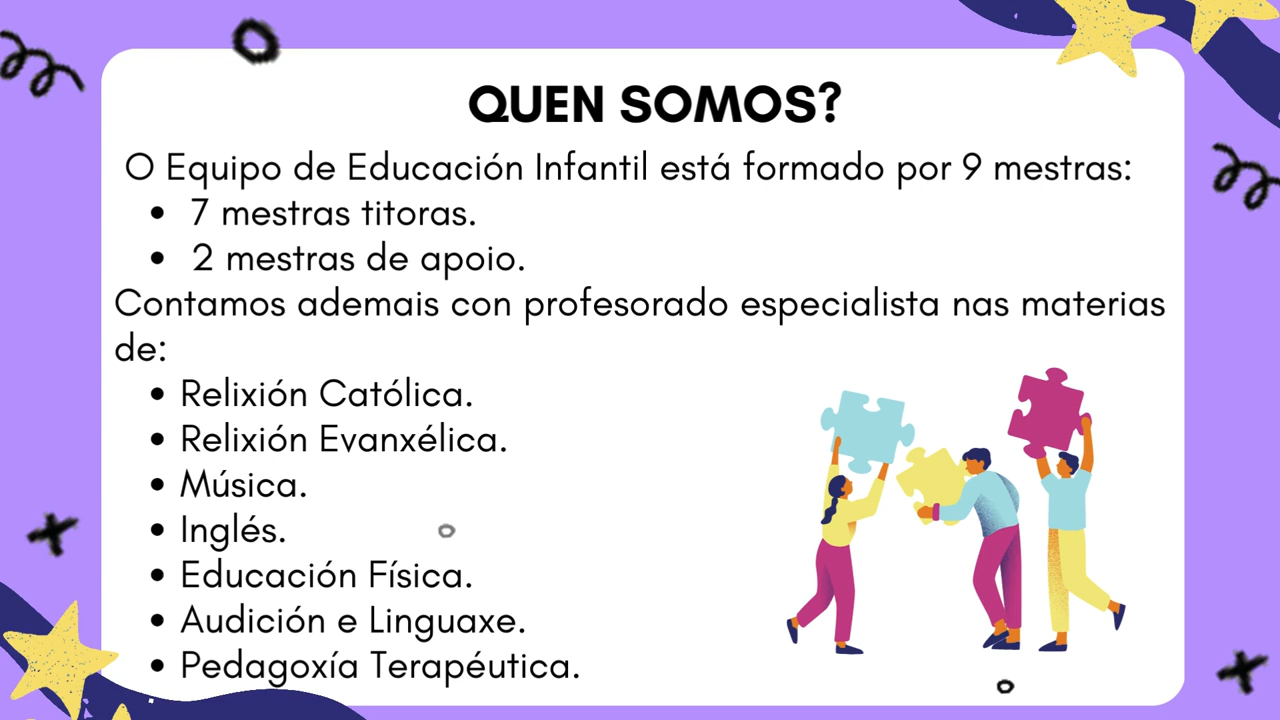 QUEN SOMOS?
O Equipo de Educación Infantil está formado por 9 mestras:
• 7 mestras titoras.
• 2 mestras de apoio.
Contamos ademais con profesorado especialista nas materias
de:
• Relixión Católica.
• Relixión Evanxélica.
• Música.
• Inglés.
• Educación Física.
• Audición e Linguaxe.
• Pedagoxía Terapéutica.